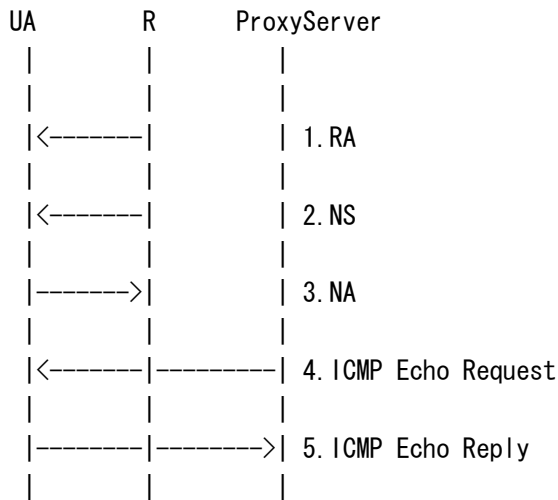 UA R ProxyServer
1.RA
2.NS
3.NA
4.ICMP Echo Request
5.ICMP Echo Reply